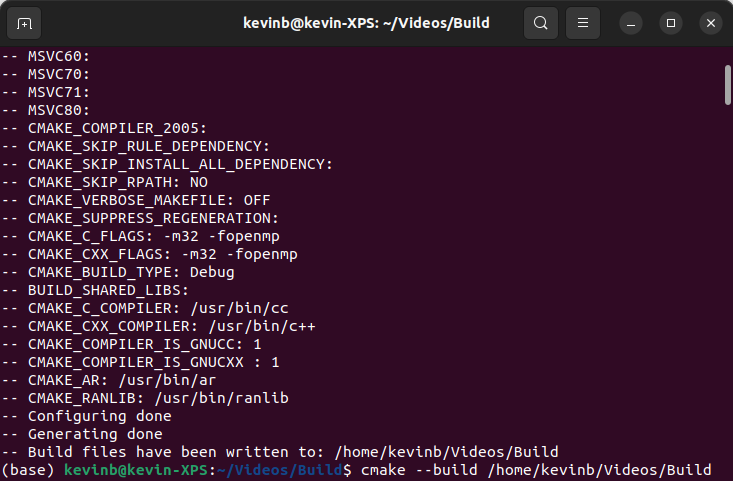 kevinb@kevin-XPS: ~/Videos/Build
-- MSVC60:
-- MSVC70:
-- MSVC71:
-- MSVC80:
-- CMAKE_COMPILER_2005:
-- CMAKE_SKIP_RULE_DEPENDENCY:
-- CMAKE_SKIP_INSTALL_ALL_DEPENDENCY:
-- CMAKE_SKIP_RPATH: NO
-- CMAKE_VERBOSE_MAKEFILE: OFF
-- CMAKE_SUPPRESS_REGENERATION:
-- CMAKE_C_FLAGS: -m32 -fopenmp
-- CMAKE_CXX_FLAGS: -m32 -fopenmp
-- CMAKE_BUILD_TYPE: Debug
-- BUILD_SHARED_LIBS:
-- CMAKE_C_COMPILER: /usr/bin/cc
-- CMAKE_CXX_COMPILER: /usr/bin/c++
-- CMAKE_COMPILER_IS_GNUCC: 1
-- CMAKE_COMPILER_IS_GNUCXX : 1
-- CMAKE_AR: /usr/bin/ar
-- CMAKE_RANLIB: /usr/bin/ranlib
-- Configuring done
-- Generating done
-- Build files have been written to: /home/kevinb/Videos/Build
(base) kevinb@kevin-XPS:~/Videos/Build$ cmake --build /home/kevinb/Videos/Build